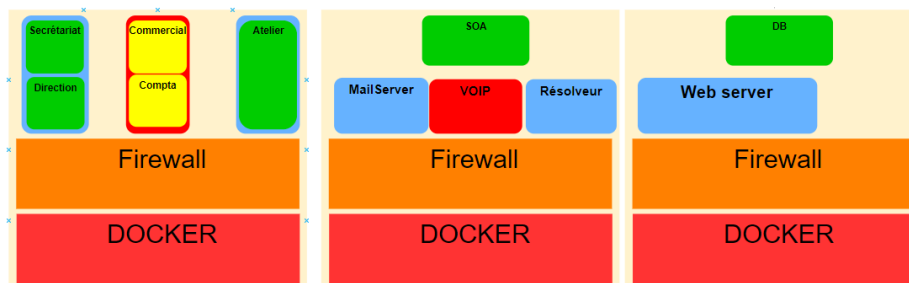 Secrétariat
Commercial
Atelier
Direction
Compta
Firewall
DOCKER
SOA
MailServer
VOIP
Résolveur
Firewall
DOCKER
DB
Web server
Firewall
DOCKER